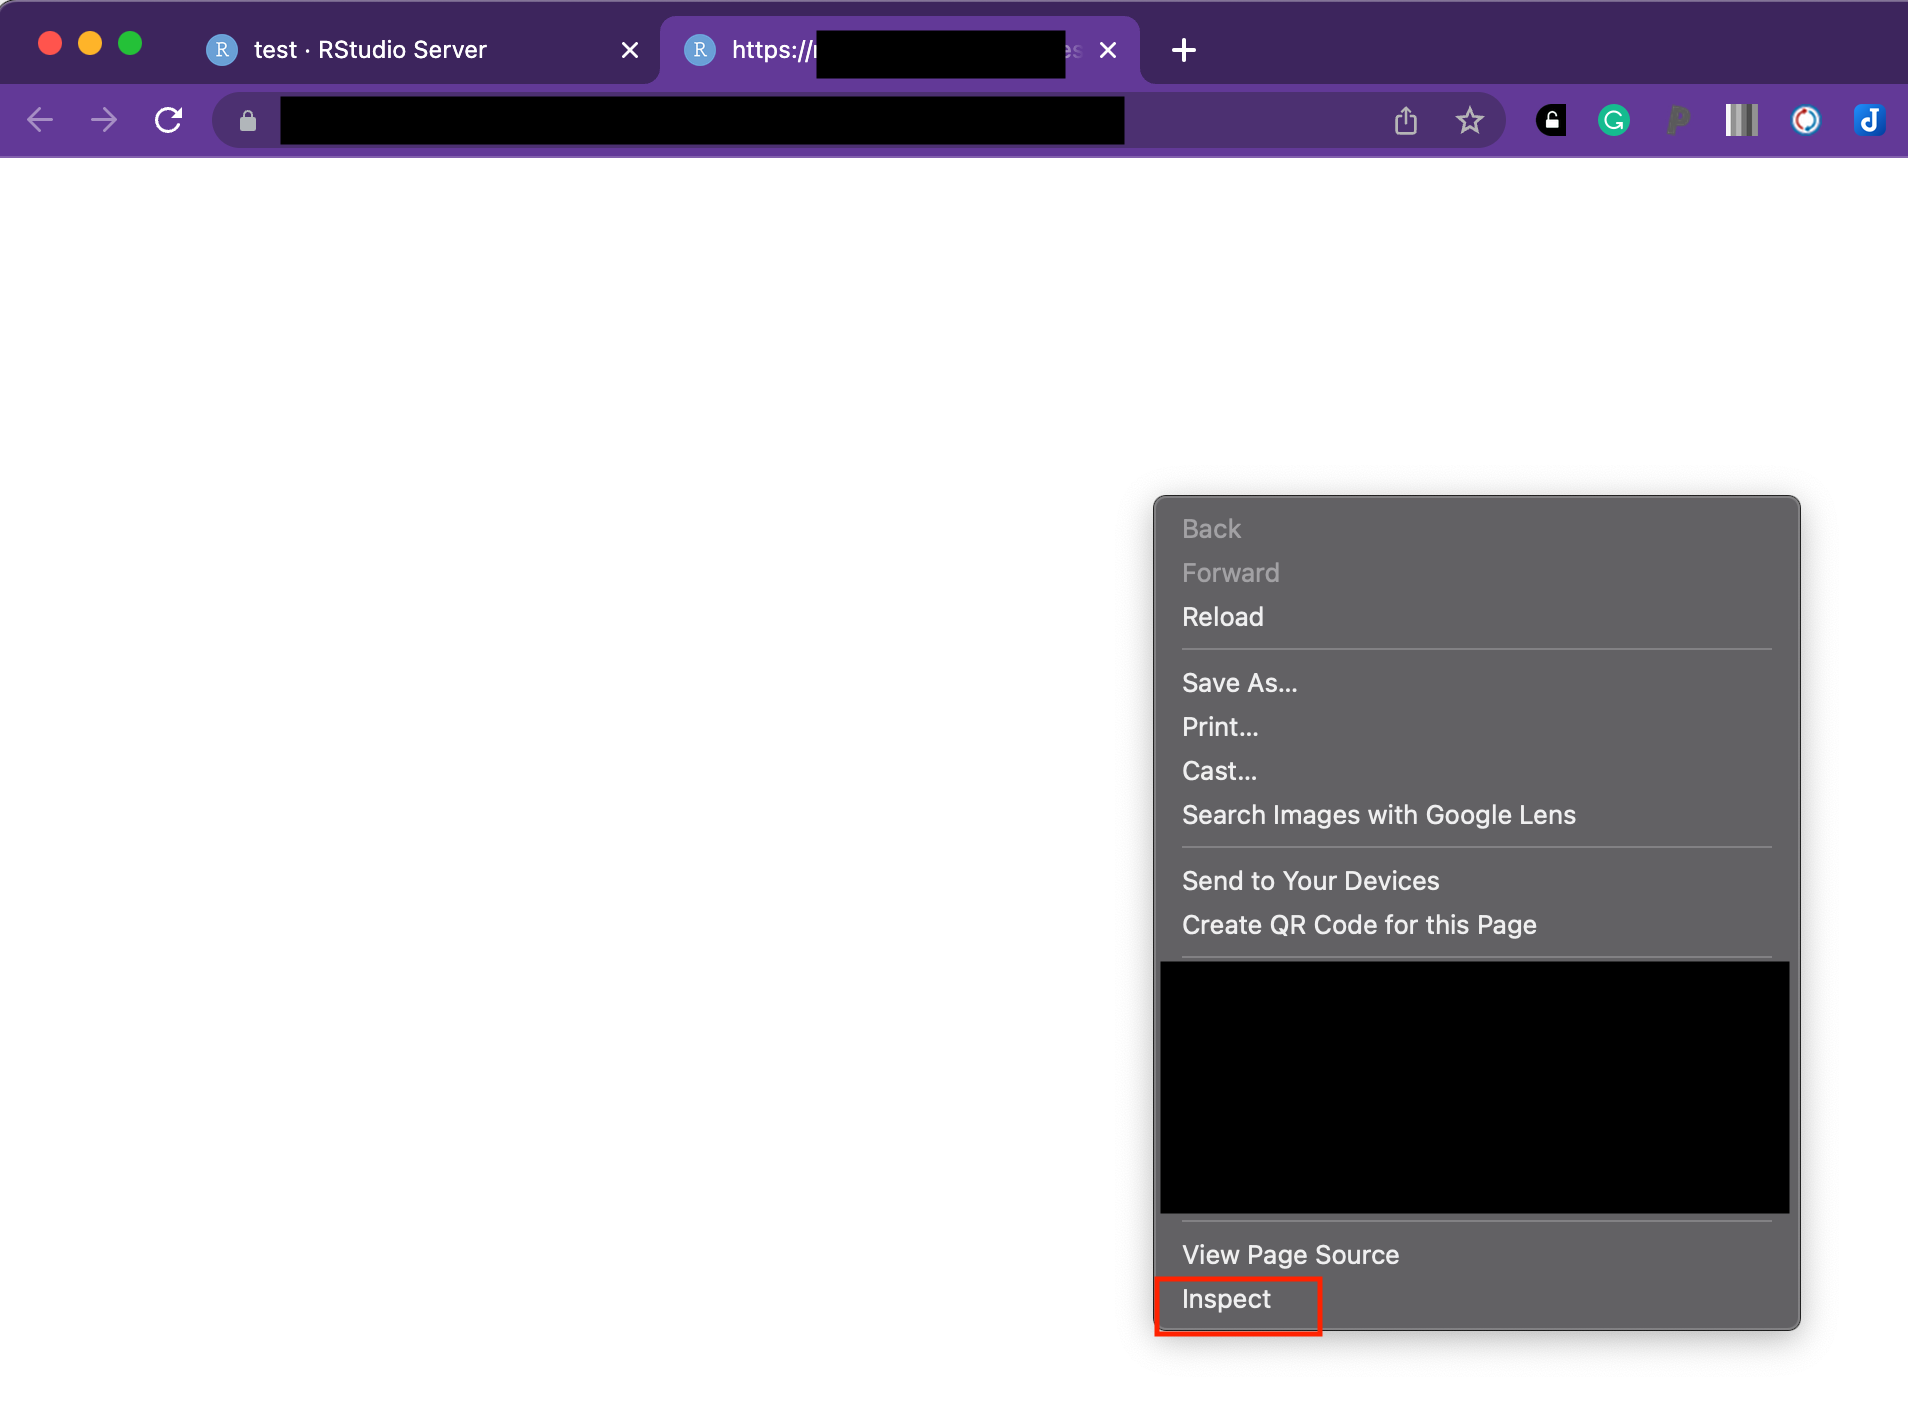 R test · RStudio Server
R https://
G
P
J
Back
Forward
Reload
Save As...
Print...
Cast...
Search Images with Google Lens
Send to Your Devices
Create QR Code for this Page
View Page Source
Inspect